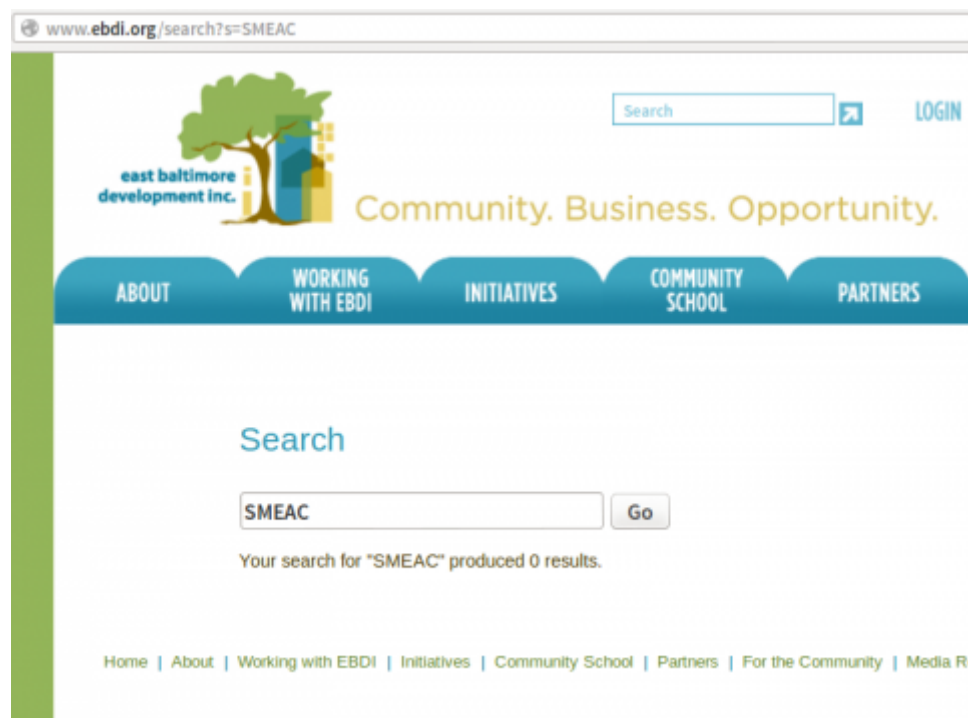 www.ebdi.org/search?s=SMEAC
Search
LOGIN
east baltimore
development inc.
Community. Business. Opportunity.
ABOUT
WORKING
WITH EBDI
INITIATIVES
COMMUNITY
SCHOOL
PARTNERS
Search
SMEAC
Go
Your search for "SMEAC" produced 0 results.
Home | About | Working with EBDI | Initiatives | Community School | Partners | For the Community | Media R